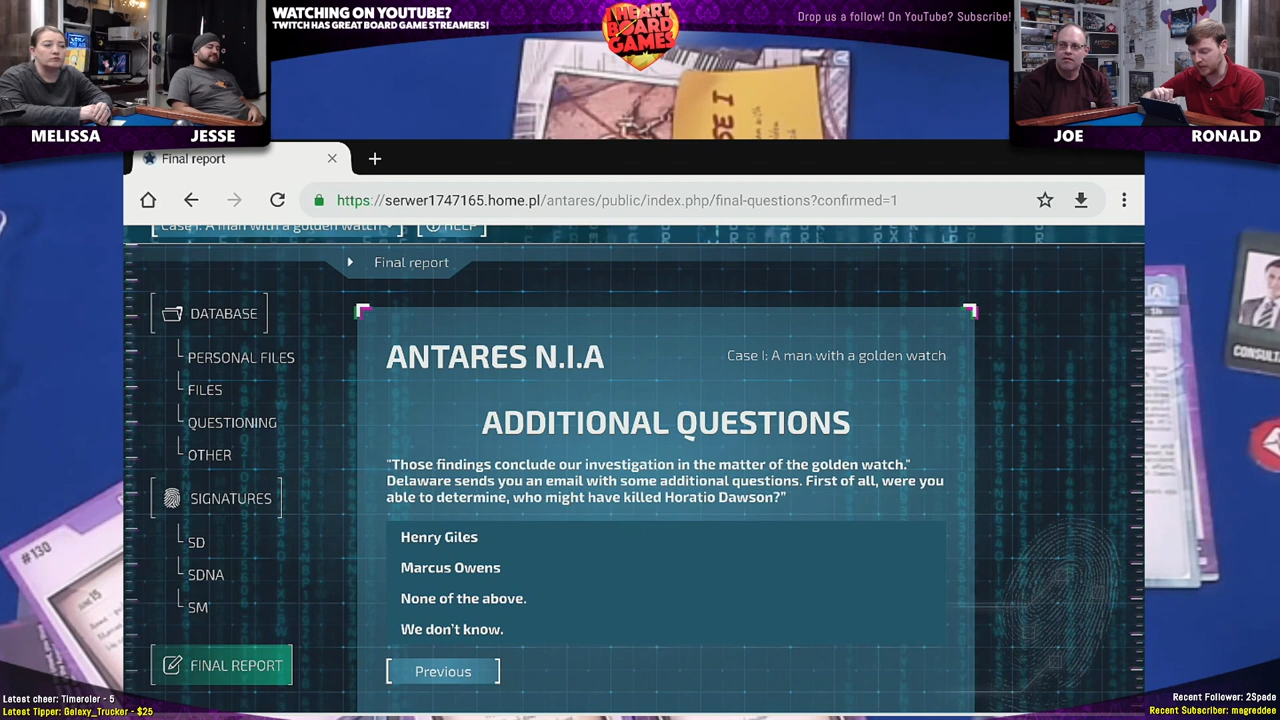 WATCHING ON YOUTUBE?
TWITCH HAS GREAT BOARD GAME STREAMERS!
I HEART
BOARD
GAMES
Drop us a follow! On YouTube? Subscribe!
MELISSA
JESSE
JOE
RONALD
Final report
https://serwer1747165.home.pl/antares/public/index.php/final-questions?confirmed=1
Case I: A man with a golden watch
HELP
Final report
DATABASE
PERSONAL FILES
FILES
QUESTIONING
OTHER
SIGNATURES
SD
SDNA
SM
FINAL REPORT
ANTARES N.I.A
Case I: A man with a golden watch
ADDITIONAL QUESTIONS
"Those findings conclude our investigation in the matter of the golden watch."
Delaware sends you an email with some additional questions. First of all, were you
able to determine, who might have killed Horatio Dawson?"
Henry Giles
Marcus Owens
None of the above.
We don't know.
Previous
#130
Latest cheer: Timeroler - 5
Latest Tipper: Galaxy_Trucker - $25
Recent Follower: 2Spade
Recent Subscriber: magreddee